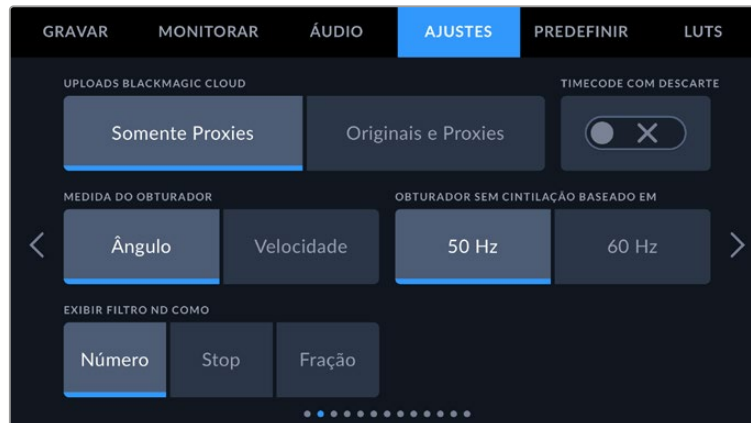 GRAVAR MONITORAR ÁUDIO AJUSTES PREDEFINIR LUTS
UPLOADS BLACKMAGIC CLOUD TIMECODE COM DESCARTE
Somente Proxies Originais e Proxies
MEDIDA DO OBTURADOR OBTURADOR SEM CINTILAÇÃO BASEADO EM
Ângulo Velocidade 50 Hz 60 Hz
EXIBIR FILTRO ND COMO
Número Stop Fração